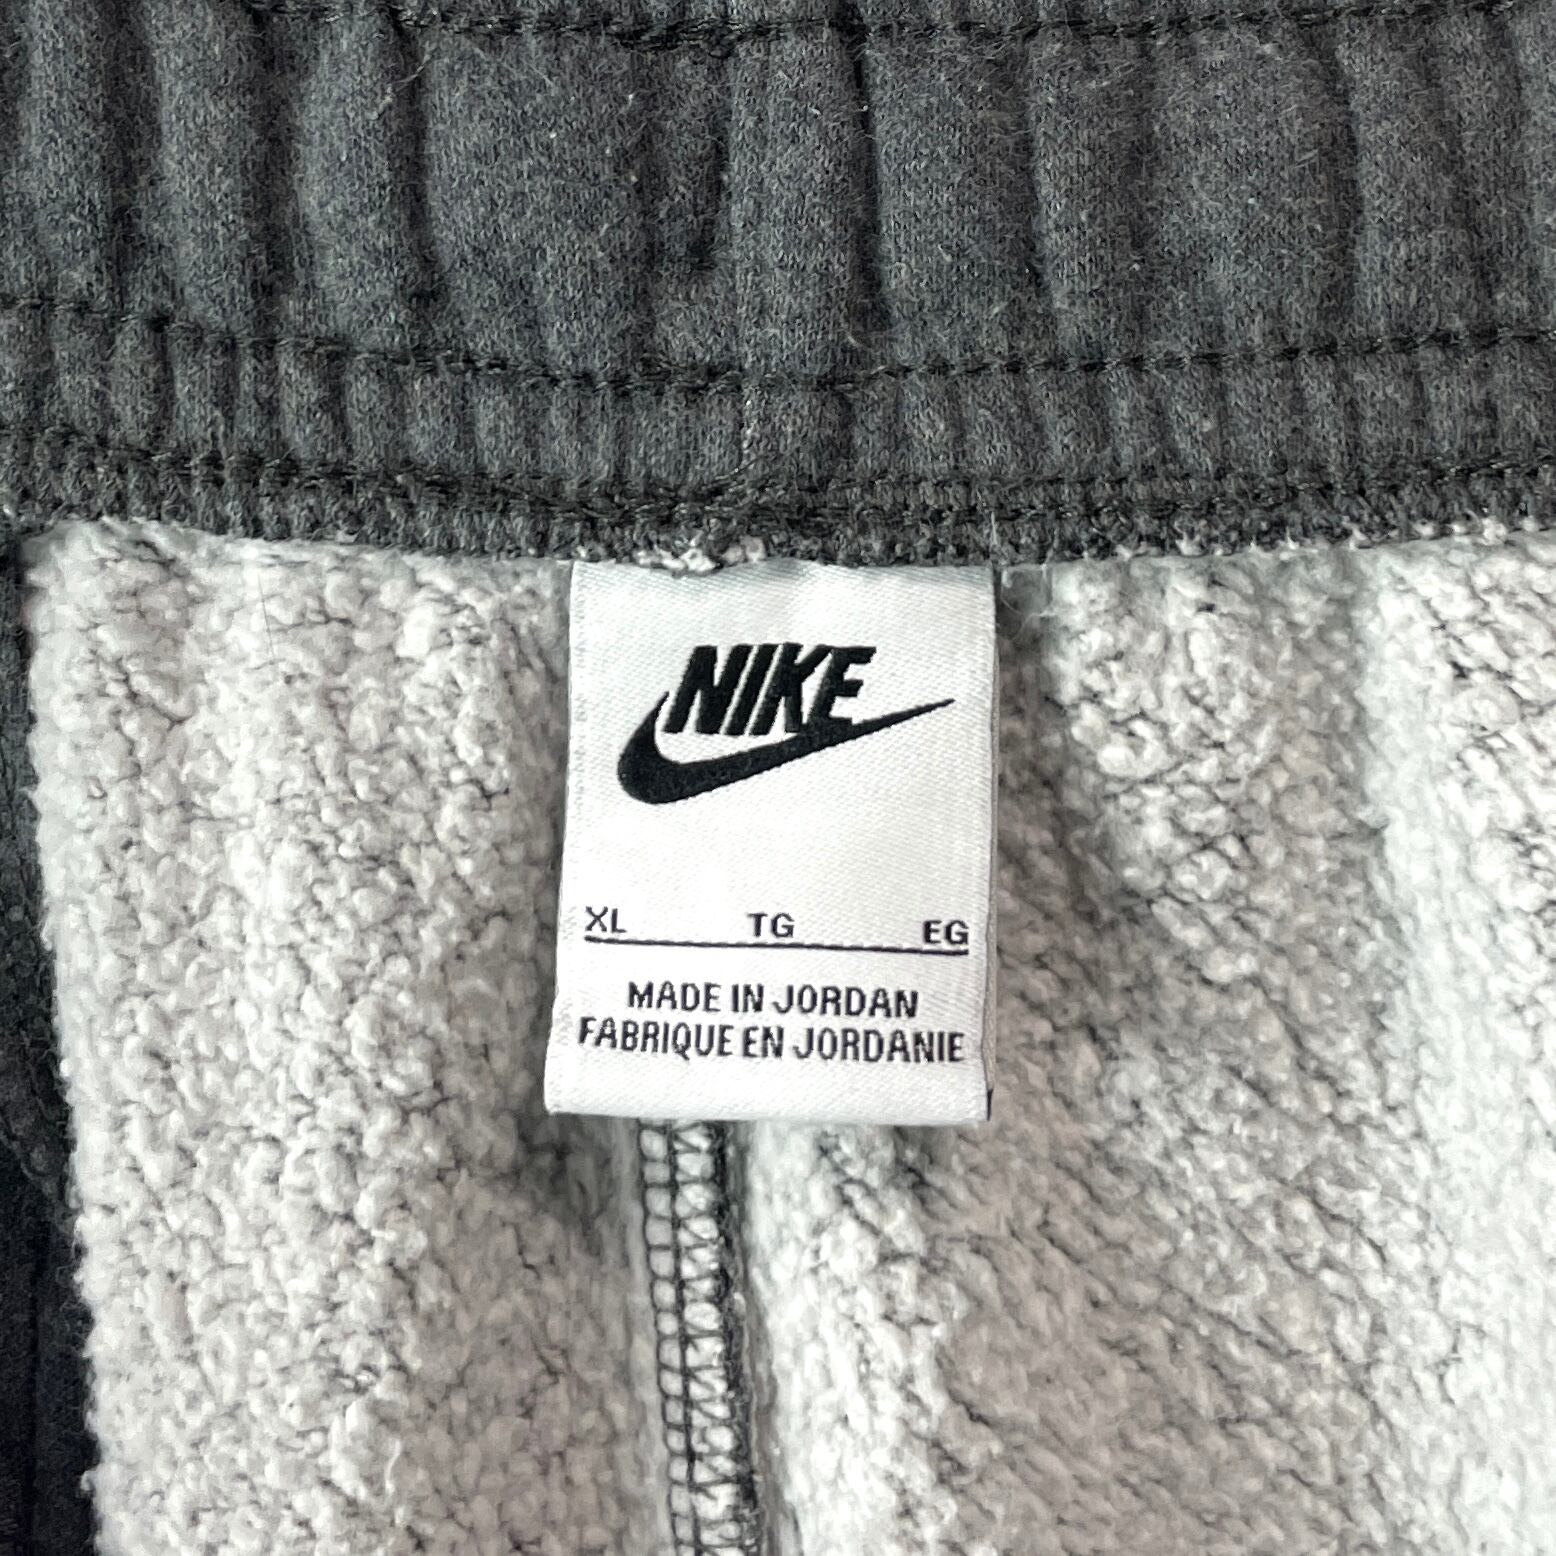 NIKE
XL TG EG
MADE IN JORDAN
FABRIQUE EN JORDANIE